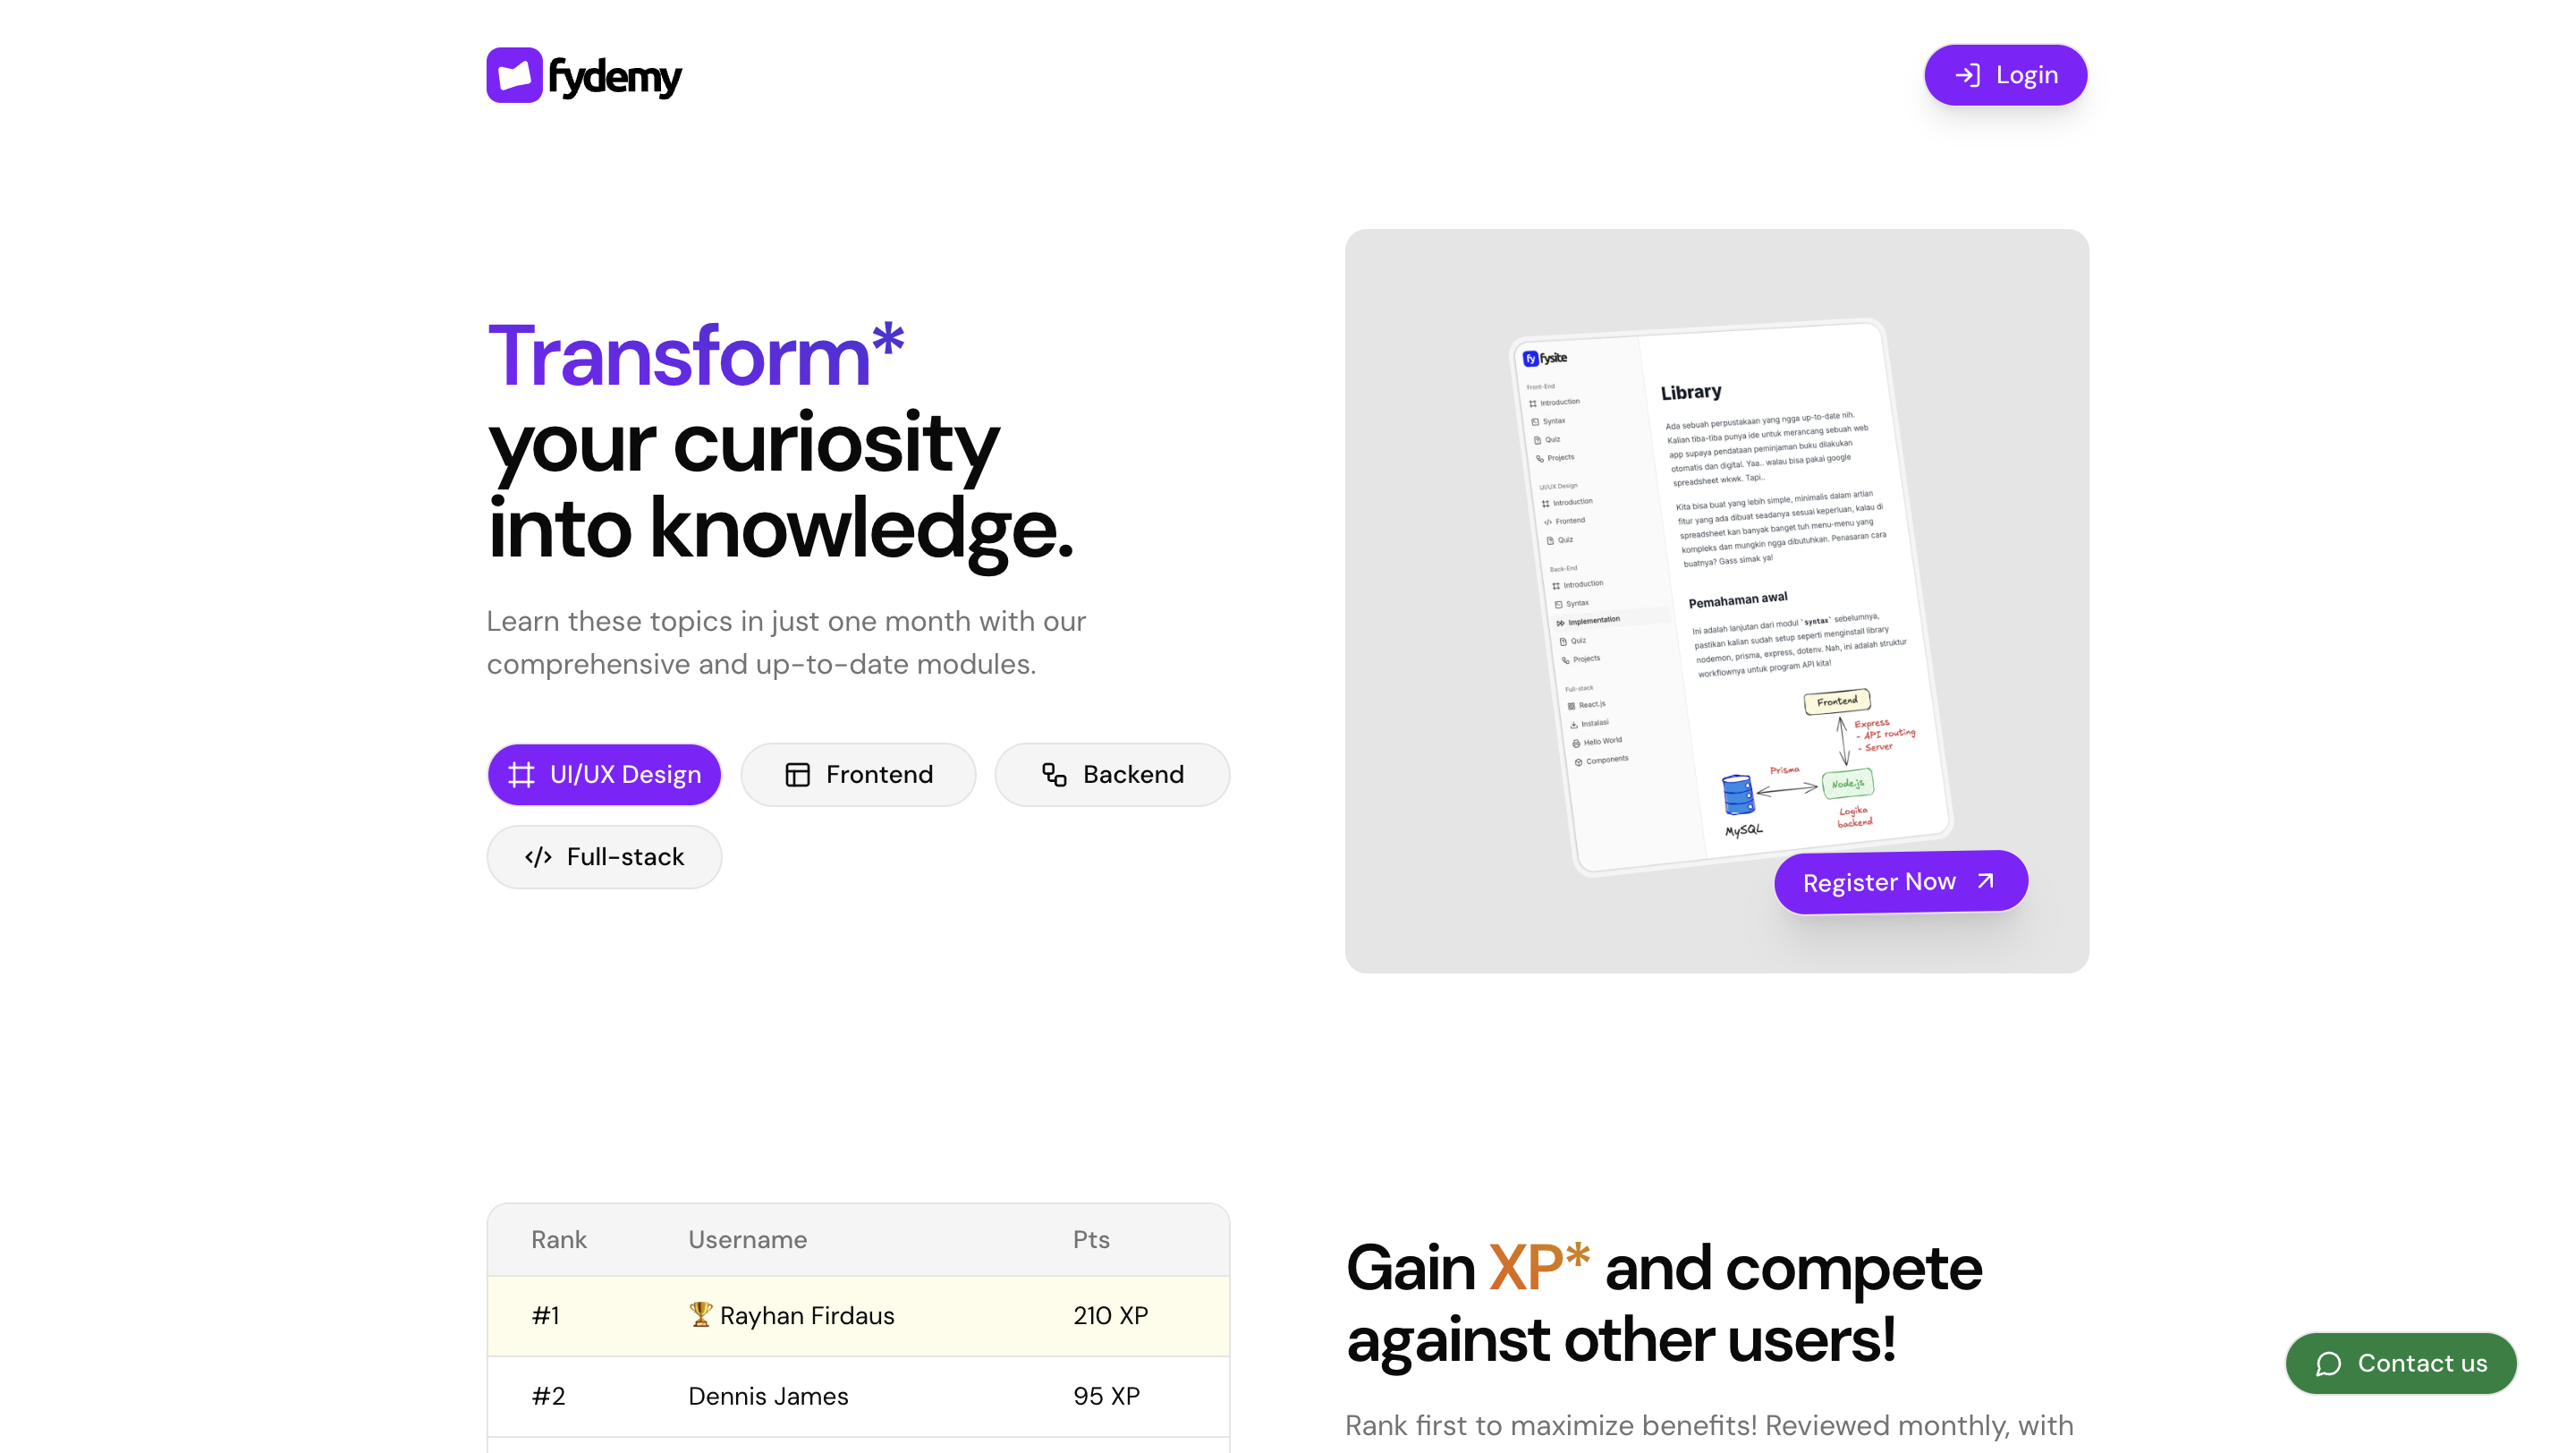 fydemy
Login
Transform*
your curiosity
into knowledge.
Learn these topics in just one month with our
comprehensive and up-to-date modules.
UI/UX Design
Frontend
Backend
Full-stack
fy fysite
Front-End
Introduction
Syntax
Quiz
Projects
UI/UX Design
Introduction
Frontend
Quiz
Back-End
Introduction
Syntax
Implementation
Quiz
Projects
Full-stack
React.js
Instalasi
Hello World
Components
Library
Ada sebuah perpustakaan yang ngga up-to-date nih.
Kalian tiba-tiba punya ide untuk merancang sebuah web
app supaya pendataan peminjaman buku dilakukan
otomatis dan digital. Yaa.. walau bisa pakai google
spreadsheet wkwk. Tapi..
Kita bisa buat yang lebih simple, minimalis dalam artian
fitur yang ada dibuat seadanya sesuai keperluan, kalau di
spreadsheet kan banyak banget tuh menu-menu yang
kompleks dan mungkin ngga dibutuhkan. Penasaran cara
buatnya? Gass simak ya!
Pemahaman awal
Ini adalah lanjutan dari modul `syntax` sebelumnya,
pastikan kalian sudah setup seperti menginstall library
nodemon, prisma, express, dotenv. Nah, ini adalah struktur
workflownya untuk program API kita!
Frontend
Express
- API routing
- Server
Prisma
Node.js
MySQL
Logika
backend
Register Now
Rank Username Pts
#1 🏆 Rayhan Firdaus 210 XP
#2 Dennis James 95 XP
Gain XP* and compete
against other users!
Rank first to maximize benefits! Reviewed monthly, with
Contact us